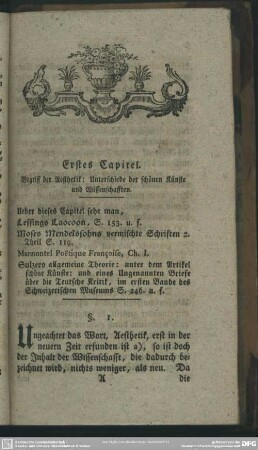 Erstes Capitel.
Begriff der Aesthetik: Unterschiede der schönen Künste
und Wissenschafften.
Ueber dieses Capitel sehe man,
Lessings Laocoon, S. 153. u. f.
Moses Mendelssohns vermischte Schriften 2.
Theil S. 119.
Marmontel Poëtique Françoise, Ch. I.
Sulzers allgemeine Theorie: unter dem Artikel
schöne Künste: und eines Ungenannten Briefe
über die Teutsche Kritik, im ersten Bande des
Schweizerischen Museums S. 246. u. f.
§. 1.
Ungeachtet das Wort, Aesthetik, erst in der
neuern Zeit erfunden ist a), so ist doch
der Inhalt der Wissenschafft, die dadurch be-
zeichnet wird, nichts weniger, als neu. Da
A die